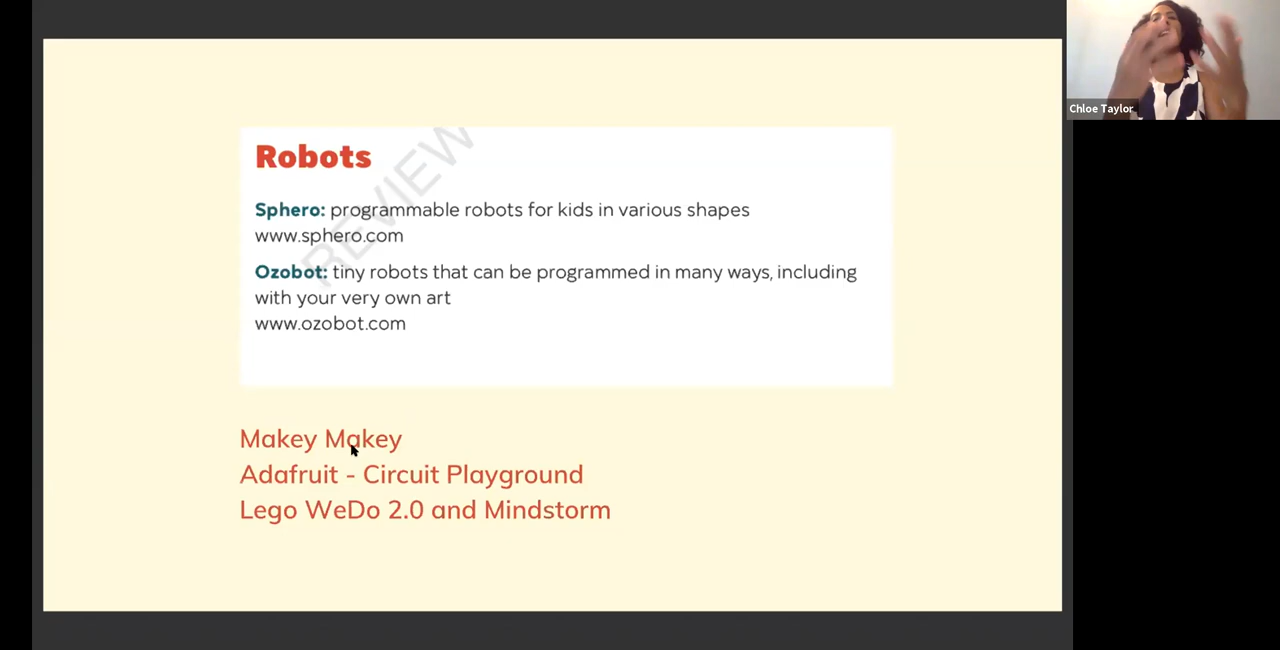 Robots
REVIEW
Sphero: programmable robots for kids in various shapes
www.sphero.com
Ozobot: tiny robots that can be programmed in many ways, including
with your very own art
www.ozobot.com
Makey Makey
Adafruit - Circuit Playground
Lego WeDo 2.0 and Mindstorm
Chloe Taylor